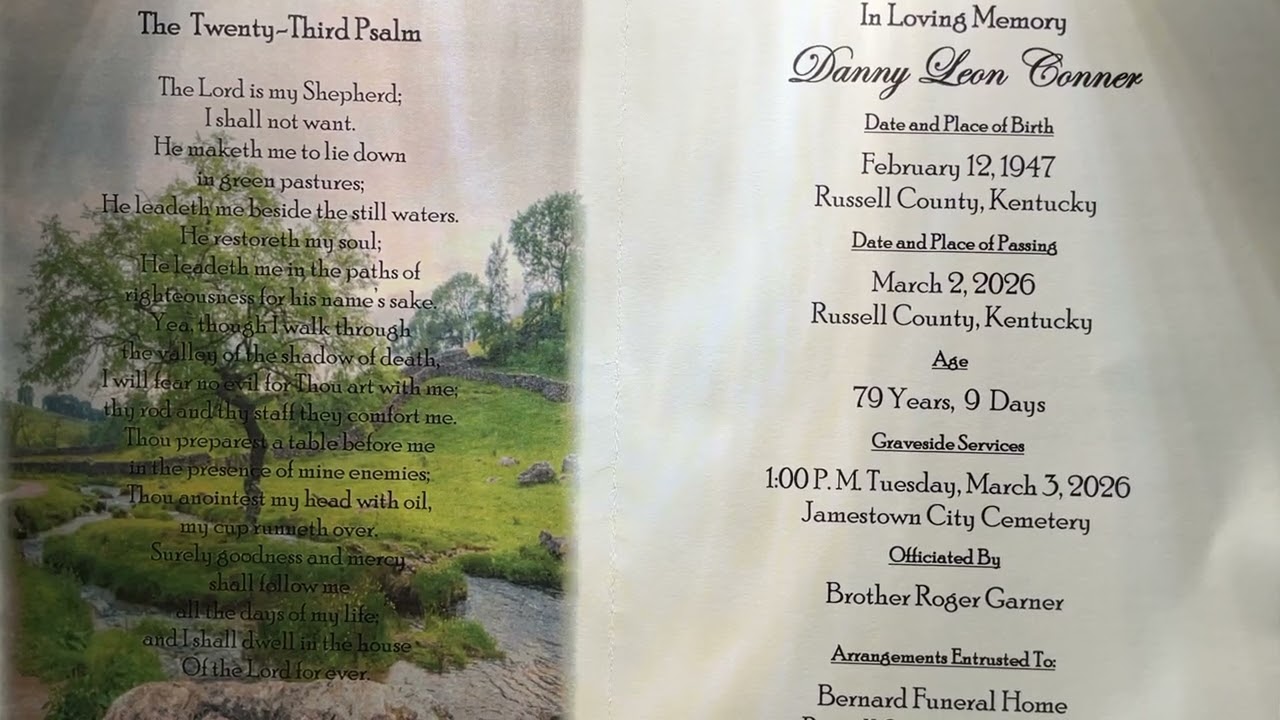 The Twenty-Third Psalm
The Lord is my Shepherd;
I shall not want.
He maketh me to lie down
in green pastures;
He leadeth me beside the still waters.
He restoreth my soul;
He leadeth me in the paths of
righteousness for his name's sake.
Yea, though I walk through
the valley of the shadow of death,
I will fear no evil for Thou art with me;
thy rod and thy staff they comfort me.
Thou preparest a table before me
in the presence of mine enemies;
Thou anointest my head with oil,
my cup runneth over.
Surely goodness and mercy
shall follow me
all the days of my life;
and I shall dwell in the house
Of the Lord for ever.
In Loving Memory
Danny Leon Conner
Date and Place of Birth
February 12, 1947
Russell County, Kentucky
Date and Place of Passing
March 2, 2026
Russell County, Kentucky
Age
79 Years, 9 Days
Graveside Services
1:00 P. M. Tuesday, March 3, 2026
Jamestown City Cemetery
Officiated By
Brother Roger Garner
Arrangements Entrusted To:
Bernard Funeral Home